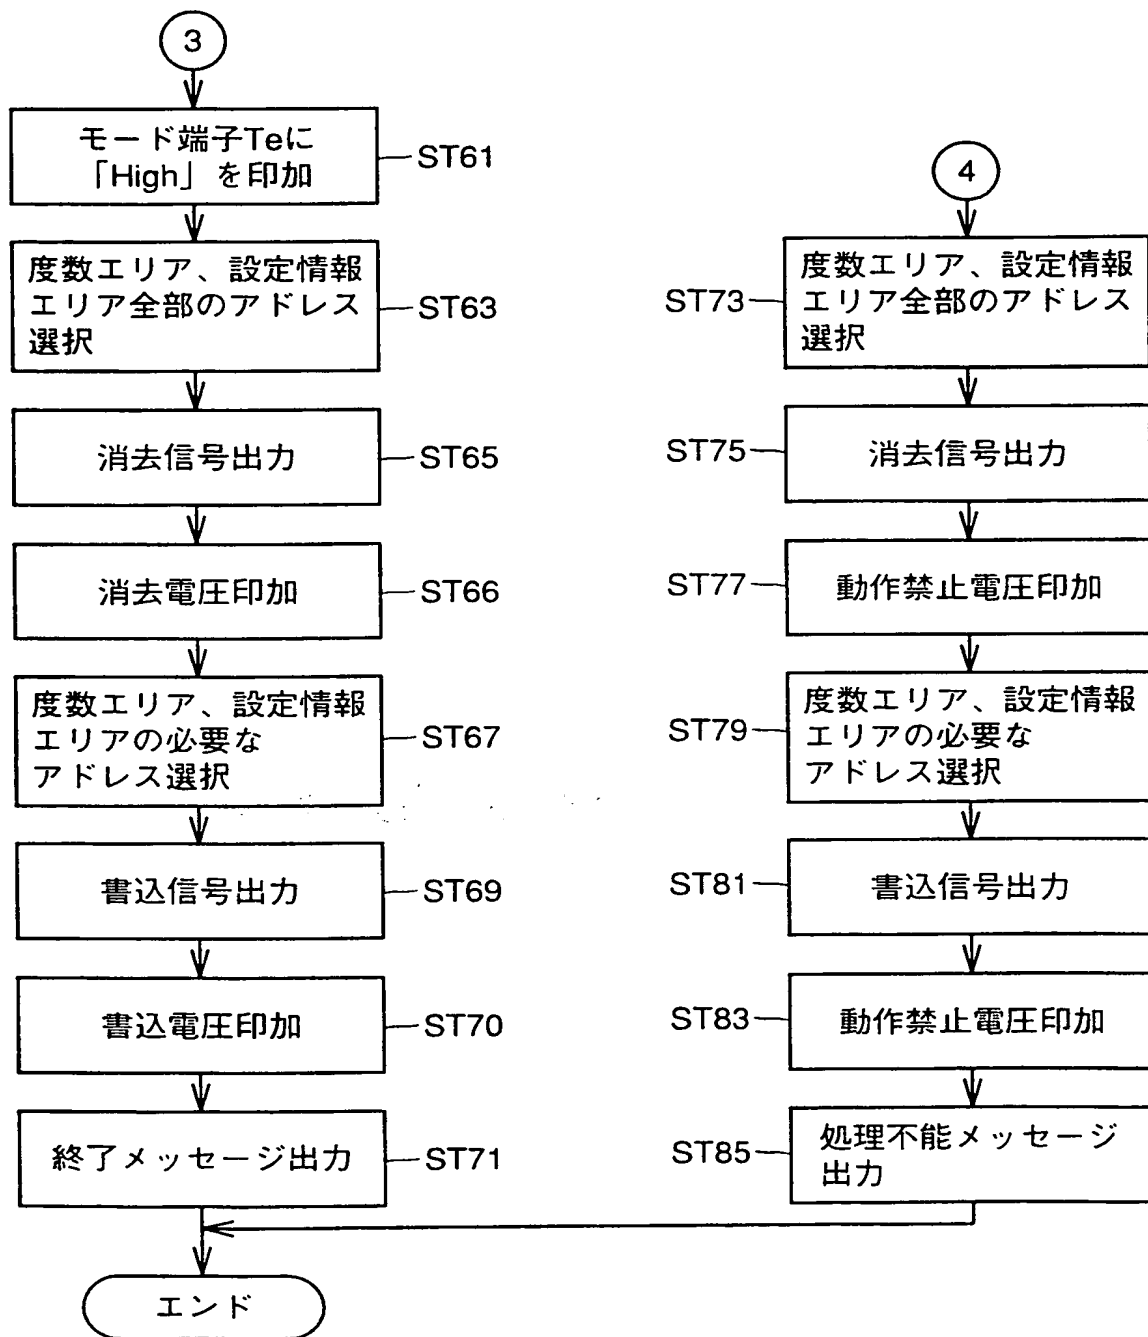 3
モード端子Teに
「High」を印加
ST61
度数エリア、設定情報
エリア全部のアドレス
選択
ST63
消去信号出力
ST65
消去電圧印加
ST66
度数エリア、設定情報
エリアの必要な
アドレス選択
ST67
書込信号出力
ST69
書込電圧印加
ST70
終了メッセージ出力
ST71
エンド
4
度数エリア、設定情報
エリア全部のアドレス
選択
ST73
消去信号出力
ST75
動作禁止電圧印加
ST77
度数エリア、設定情報
エリアの必要な
アドレス選択
ST79
書込信号出力
ST81
動作禁止電圧印加
ST83
処理不能メッセージ
出力
ST85